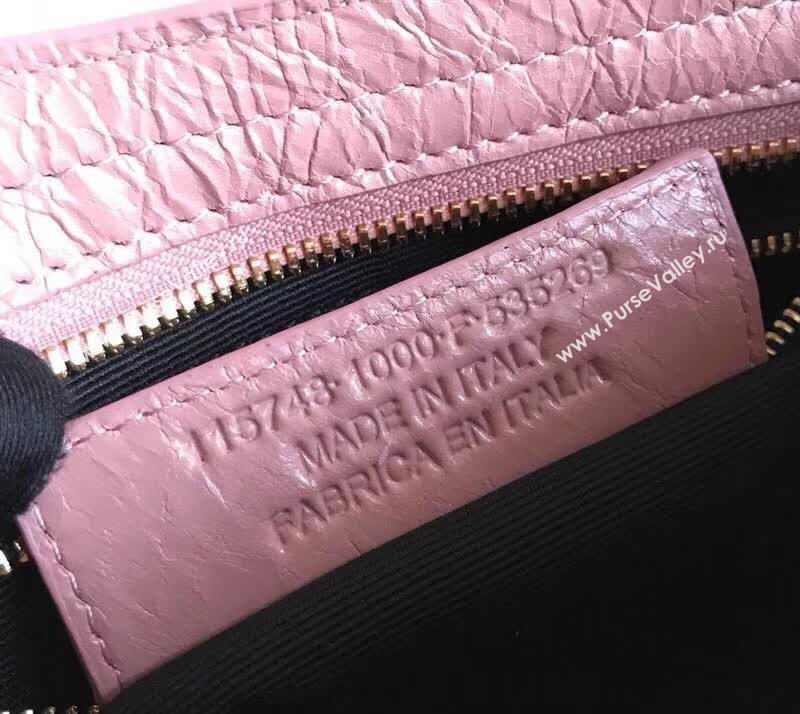 115748·1000·F·535269
MADE IN ITALY
FABRICA EN ITALIA
www.PurseValley.ru